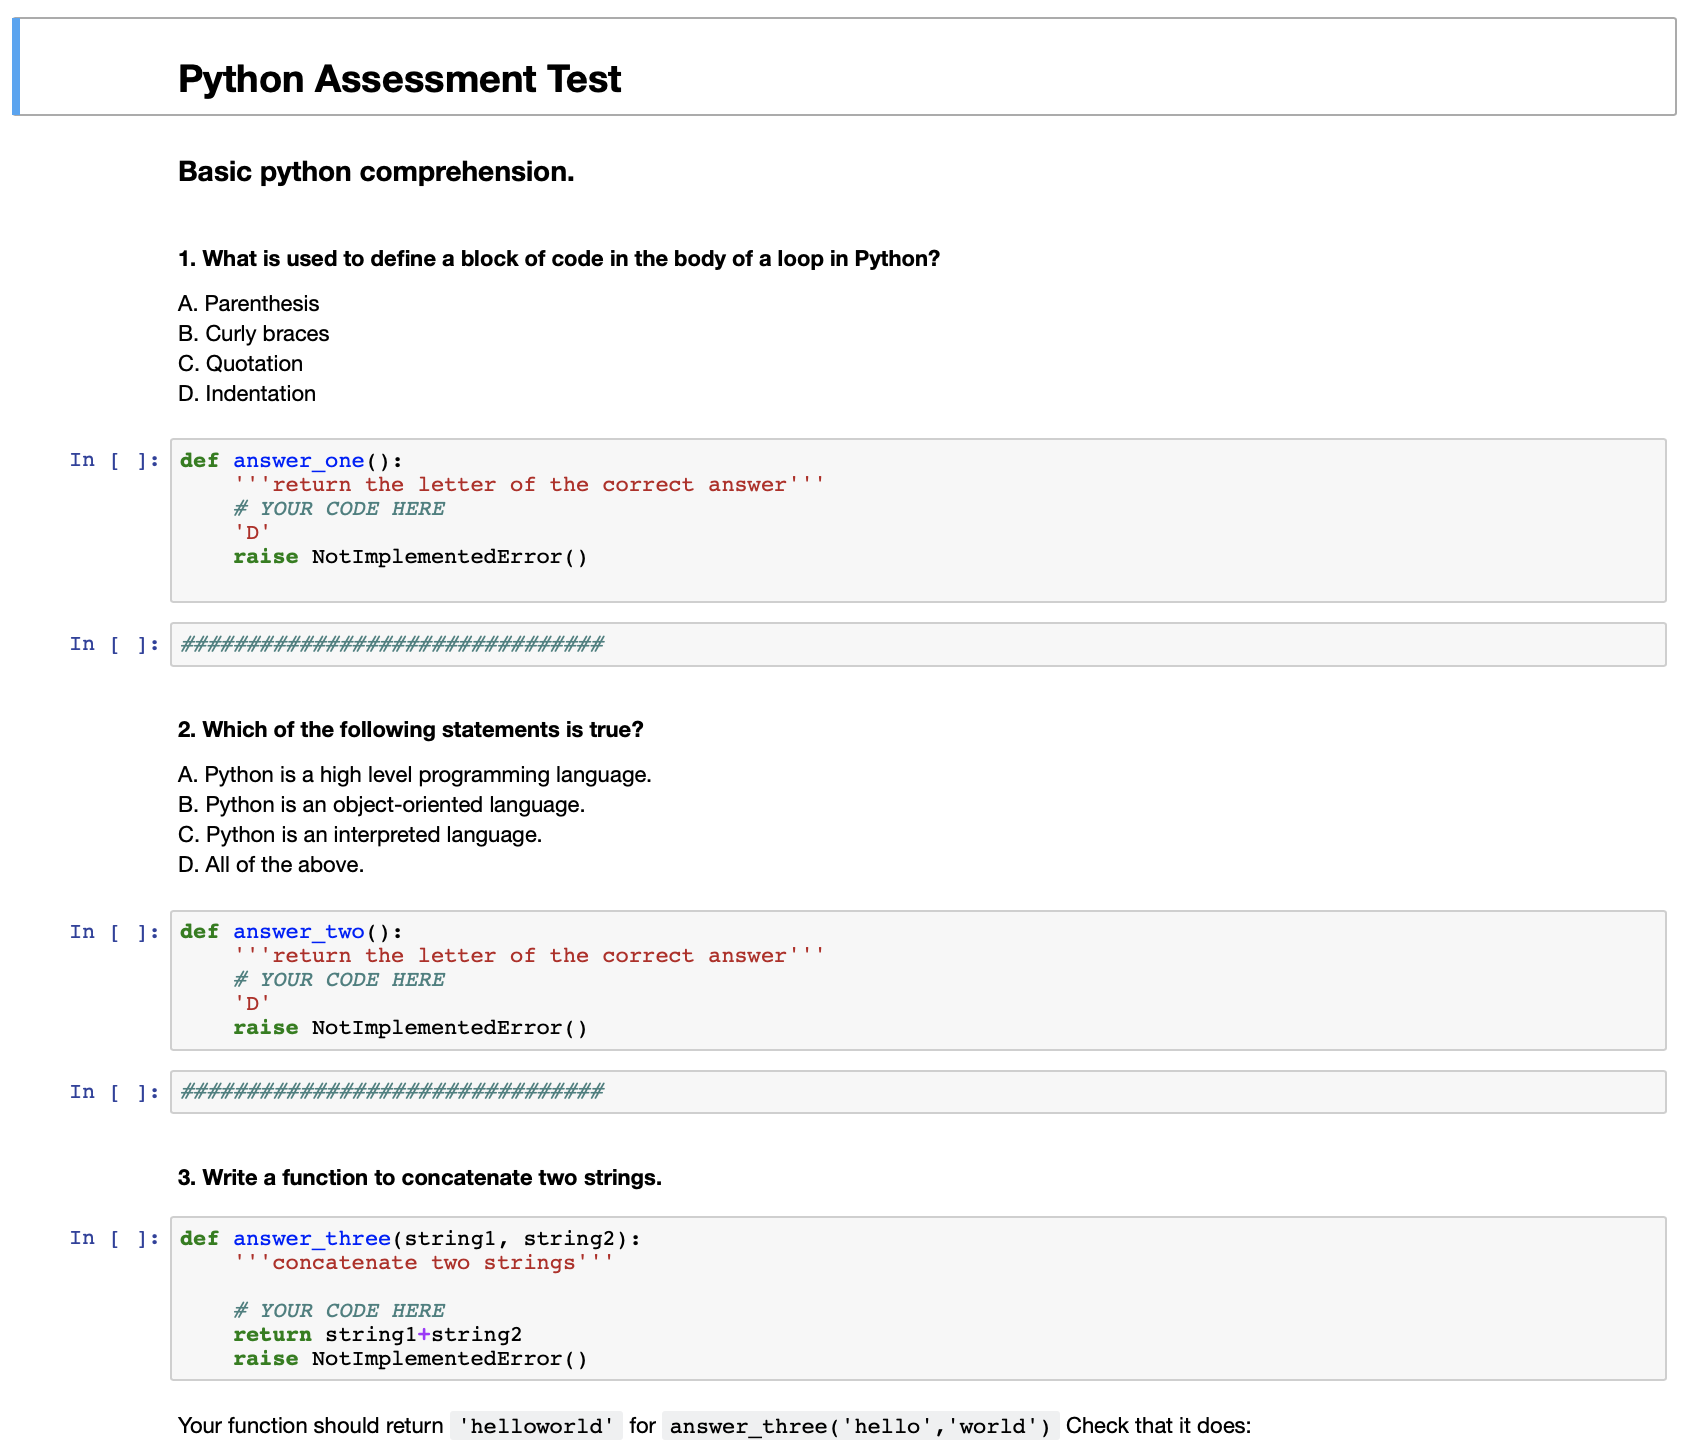 Python Assessment Test
Basic python comprehension.
1. What is used to define a block of code in the body of a loop in Python?
A. Parenthesis
B. Curly braces
C. Quotation
D. Indentation
In [ ]: def answer_one():
    '''return the letter of the correct answer'''
    # YOUR CODE HERE
    'D'
    raise NotImplementedError()
In [ ]: ################################
2. Which of the following statements is true?
A. Python is a high level programming language.
B. Python is an object-oriented language.
C. Python is an interpreted language.
D. All of the above.
In [ ]: def answer_two():
    '''return the letter of the correct answer'''
    # YOUR CODE HERE
    'D'
    raise NotImplementedError()
In [ ]: ################################
3. Write a function to concatenate two strings.
In [ ]: def answer_three(string1, string2):
    '''concatenate two strings'''
    # YOUR CODE HERE
    return string1+string2
    raise NotImplementedError()
Your function should return 'helloworld' for answer_three('hello','world') Check that it does: